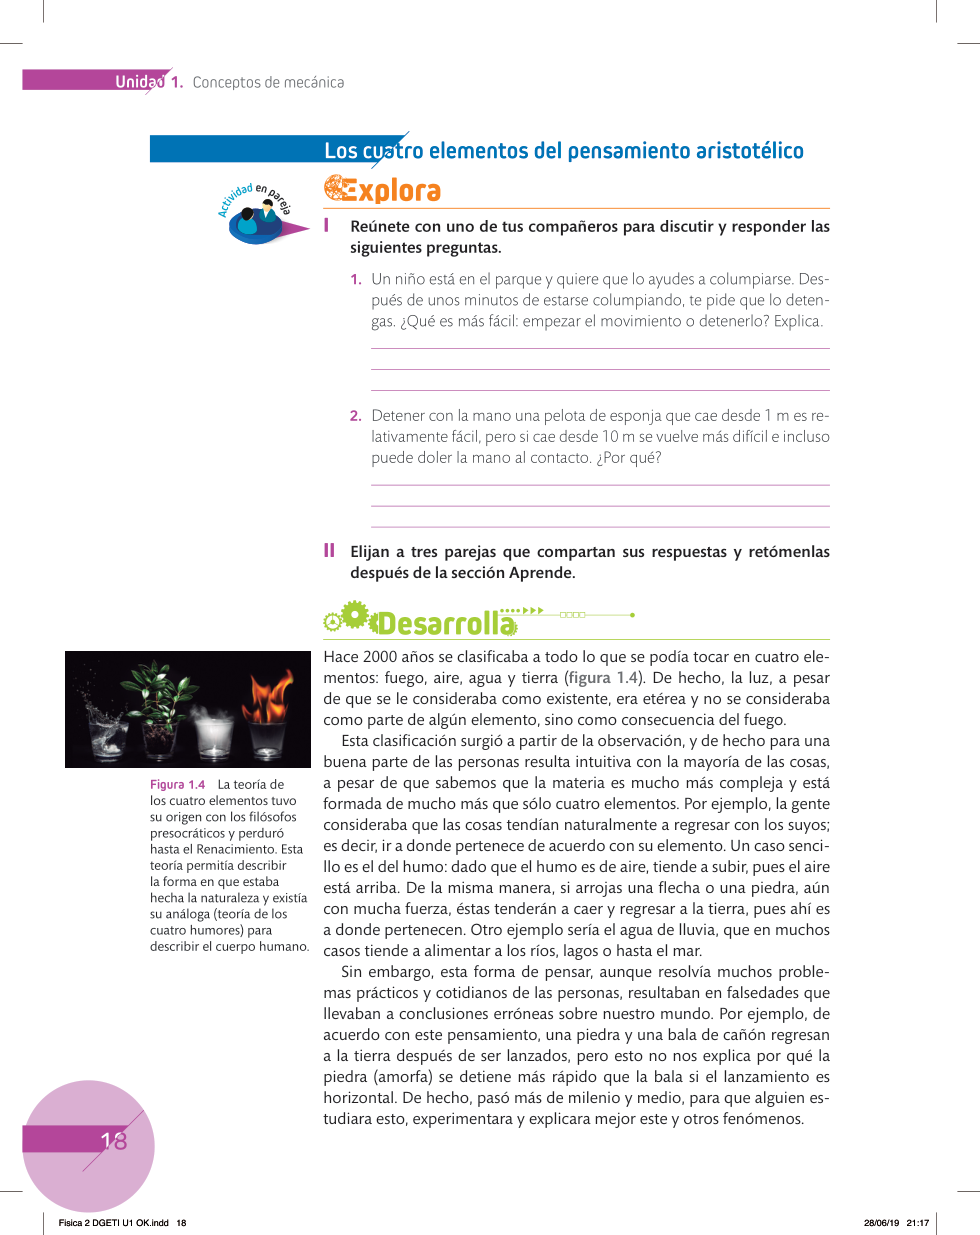 Unidad 1. Conceptos de mecánica
Los cuatro elementos del pensamiento aristotélico
Actividad en pareja
Explora
I Reúnete con uno de tus compañeros para discutir y responder las
siguientes preguntas.
1. Un niño está en el parque y quiere que lo ayudes a columpiarse. Des-
pués de unos minutos de estarse columpiando, te pide que lo deten-
gas. ¿Qué es más fácil: empezar el movimiento o detenerlo? Explica.
2. Detener con la mano una pelota de esponja que cae desde 1 m es re-
lativamente fácil, pero si cae desde 10 m se vuelve más difícil e incluso
puede doler la mano al contacto. ¿Por qué?
II Elijan a tres parejas que compartan sus respuestas y retómenlas
después de la sección Aprende.
Desarrolla
Hace 2000 años se clasificaba a todo lo que se podía tocar en cuatro ele-
mentos: fuego, aire, agua y tierra (figura 1.4). De hecho, la luz, a pesar
de que se le consideraba como existente, era etérea y no se consideraba
como parte de algún elemento, sino como consecuencia del fuego.
Esta clasificación surgió a partir de la observación, y de hecho para una
buena parte de las personas resulta intuitiva con la mayoría de las cosas,
a pesar de que sabemos que la materia es mucho más compleja y está
formada de mucho más que sólo cuatro elementos. Por ejemplo, la gente
consideraba que las cosas tendían naturalmente a regresar con los suyos;
es decir, ir a donde pertenece de acuerdo con su elemento. Un caso senci-
llo es el del humo: dado que el humo es de aire, tiende a subir, pues el aire
está arriba. De la misma manera, si arrojas una flecha o una piedra, aún
con mucha fuerza, éstas tenderán a caer y regresar a la tierra, pues ahí es
a donde pertenecen. Otro ejemplo sería el agua de lluvia, que en muchos
casos tiende a alimentar a los ríos, lagos o hasta el mar.
Sin embargo, esta forma de pensar, aunque resolvía muchos proble-
mas prácticos y cotidianos de las personas, resultaban en falsedades que
llevaban a conclusiones erróneas sobre nuestro mundo. Por ejemplo, de
acuerdo con este pensamiento, una piedra y una bala de cañón regresan
a la tierra después de ser lanzados, pero esto no nos explica por qué la
piedra (amorfa) se detiene más rápido que la bala si el lanzamiento es
horizontal. De hecho, pasó más de milenio y medio, para que alguien es-
tudiara esto, experimentara y explicara mejor este y otros fenómenos.
Figura 1.4 La teoría de
los cuatro elementos tuvo
su origen con los filósofos
presocráticos y perduró
hasta el Renacimiento. Esta
teoría permitía describir
la forma en que estaba
hecha la naturaleza y existía
su análoga (teoría de los
cuatro humores) para
describir el cuerpo humano.
18
Fisica 2 DGETI U1 OK.indd 18
28/06/19 21:17